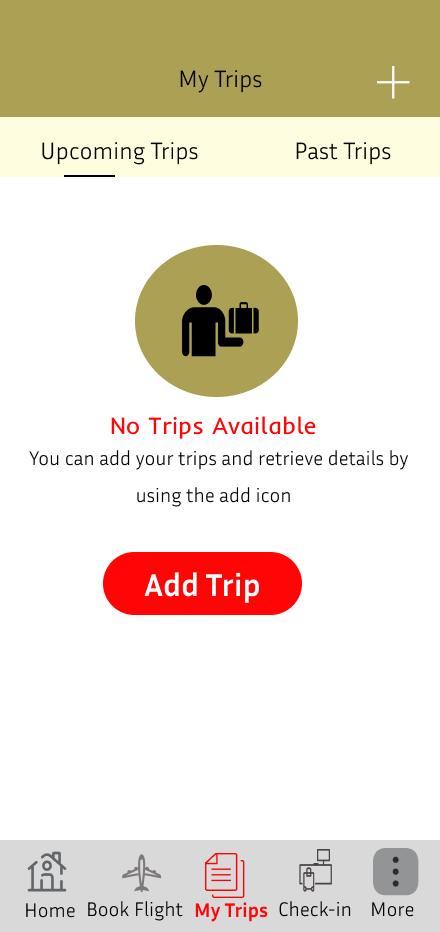 My Trips
Upcoming Trips
Past Trips
No Trips Available
You can add your trips and retrieve details by
using the add icon
Add Trip
Home
Book Flight
My Trips
Check-in
More